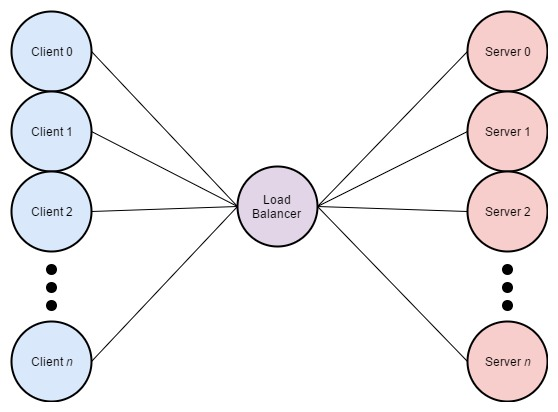 Client 0
Client 1
Client 2
Client n
Load
Balancer
Server 0
Server 1
Server 2
Server n